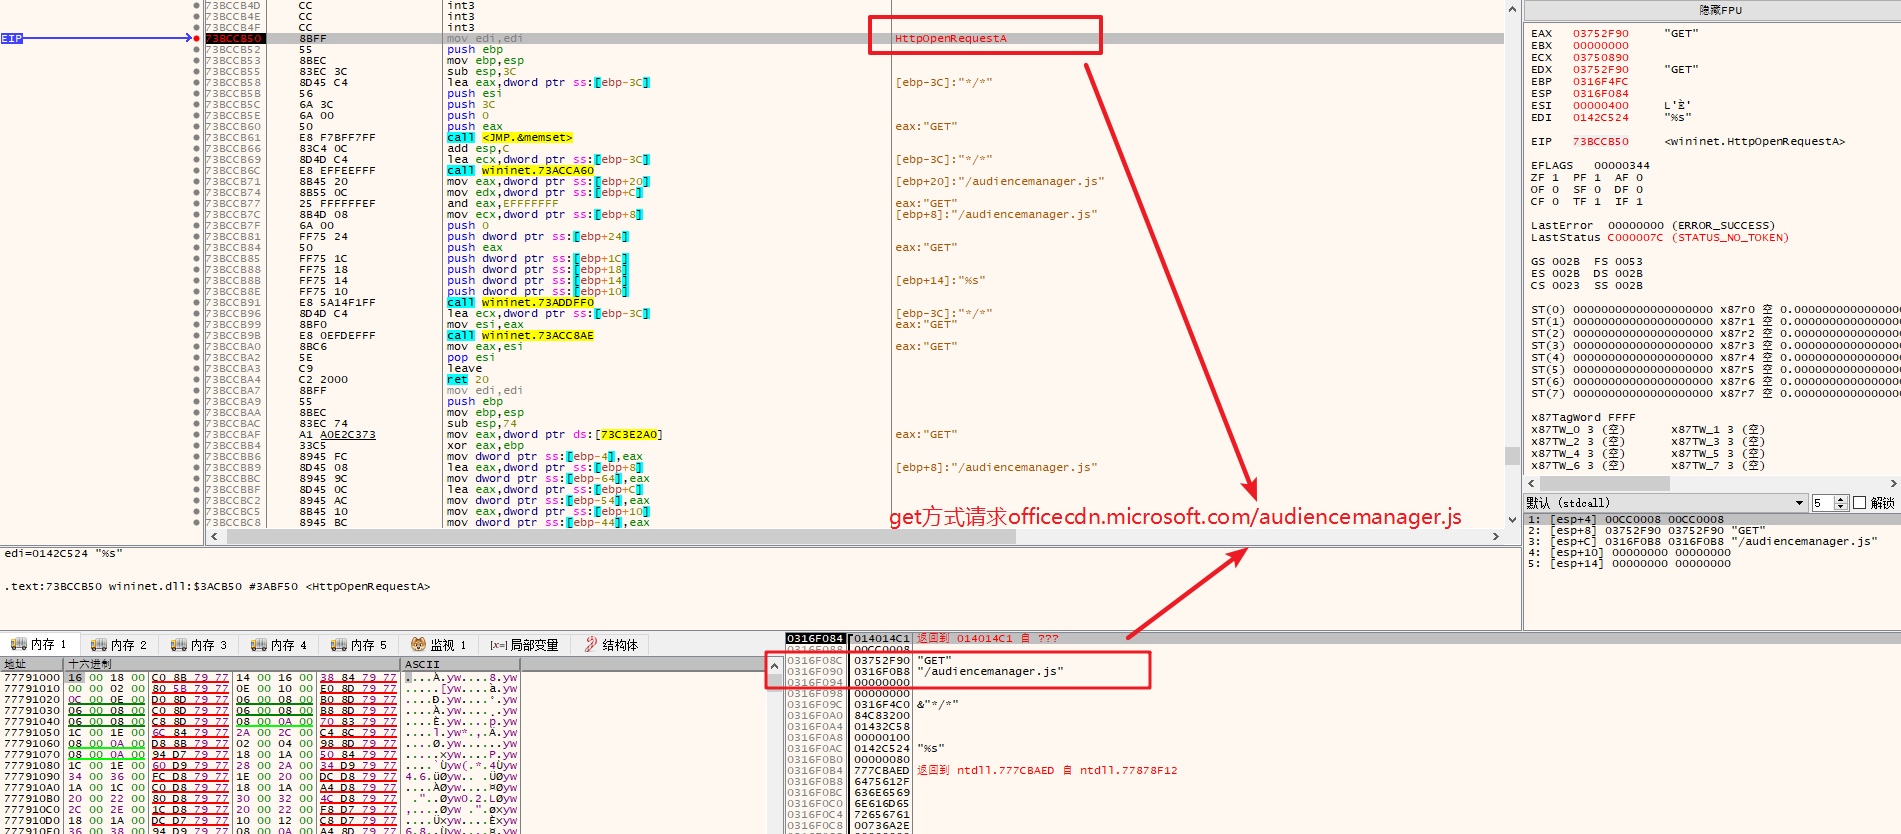 73BCCB4D CC int3
73BCCB4E CC int3
73BCCB4F CC int3
EIP 73BCCB50 8BFF mov edi,edi HttpOpenRequestA
73BCCB52 55 push ebp
73BCCB53 8BEC mov ebp,esp
73BCCB55 83EC 3C sub esp,3C
73BCCB58 8D45 C4 lea eax,dword ptr ss:[ebp-3C] [ebp-3C]:"*/*"
73BCCB5B 56 push esi
73BCCB5C 6A 3C push 3C
73BCCB5E 6A 00 push 0
73BCCB60 50 push eax eax:"GET"
73BCCB61 E8 F7BFF7FF call <JMP.&memset>
73BCCB66 83C4 0C add esp,C
73BCCB69 8D4D C4 lea ecx,dword ptr ss:[ebp-3C] [ebp-3C]:"*/*"
73BCCB6C E8 EFFEEFFF call wininet.73ACCA60
73BCCB71 8B45 20 mov eax,dword ptr ss:[ebp+20] [ebp+20]:"/audiencemanager.js"
73BCCB74 8B55 0C mov edx,dword ptr ss:[ebp+C]
73BCCB77 25 FFFFFFEF and eax,EFFFFFFF eax:"GET"
73BCCB7C 8B4D 08 mov ecx,dword ptr ss:[ebp+8] [ebp+8]:"/audiencemanager.js"
73BCCB7F 6A 00 push 0
73BCCB81 FF75 24 push dword ptr ss:[ebp+24]
73BCCB84 50 push eax eax:"GET"
73BCCB85 FF75 1C push dword ptr ss:[ebp+1C]
73BCCB88 FF75 18 push dword ptr ss:[ebp+18]
73BCCB8B FF75 14 push dword ptr ss:[ebp+14] [ebp+14]:"%s"
73BCCB8E FF75 10 push dword ptr ss:[ebp+10]
73BCCB91 E8 5A14F1FF call wininet.73ADDFF0
73BCCB96 8D4D C4 lea ecx,dword ptr ss:[ebp-3C] [ebp-3C]:"*/*"
73BCCB99 8BF0 mov esi,eax eax:"GET"
73BCCB9B E8 0EFDEFFF call wininet.73ACC8AE
73BCCBA0 8BC6 mov eax,esi eax:"GET"
73BCCBA2 5E pop esi
73BCCBA3 C9 leave
73BCCBA4 C2 2000 ret 20
73BCCBA7 8BFF mov edi,edi
73BCCBA9 55 push ebp
73BCCBAA 8BEC mov ebp,esp
73BCCBAC 83EC 74 sub esp,74
73BCCBAF A1 A0E2C373 mov eax,dword ptr ds:[73C3E2A0] eax:"GET"
73BCCBB4 33C5 xor eax,ebp
73BCCBB6 8945 FC mov dword ptr ss:[ebp-4],eax
73BCCBB9 8D45 08 lea eax,dword ptr ss:[ebp+8] [ebp+8]:"/audiencemanager.js"
73BCCBBC 8945 9C mov dword ptr ss:[ebp-64],eax
73BCCBBF 8D45 0C lea eax,dword ptr ss:[ebp+C]
73BCCBC2 8945 AC mov dword ptr ss:[ebp-54],eax
73BCCBC5 8B45 10 mov eax,dword ptr ss:[ebp+10]
73BCCBC8 8945 BC mov dword ptr ss:[ebp-44],eax
get方式请求officecdn.microsoft.com/audiencemanager.js
隐藏FPU
EAX 03752F90 "GET"
EBX 00000000
ECX 03750890
EDX 03752F90 "GET"
EBP 0316F4FC
ESP 0316F084
ESI 00000400
EDI 0142C524 "%s"
EIP 73BCCB50 <wininet.HttpOpenRequestA>
EFLAGS 00000344
ZF 1 PF 1 AF 0
OF 0 SF 0 DF 0
CF 0 TF 1 IF 1
LastError 00000000 (ERROR_SUCCESS)
LastStatus C000007C (STATUS_NO_TOKEN)
GS 002B FS 0053
ES 002B DS 002B
CS 0023 SS 002B
ST(0) 00000000000000000000 x87r0 空 0.0000000000000000
ST(1) 00000000000000000000 x87r1 空 0.0000000000000000
ST(2) 00000000000000000000 x87r2 空 0.0000000000000000
ST(3) 00000000000000000000 x87r3 空 0.0000000000000000
ST(4) 00000000000000000000 x87r4 空 0.0000000000000000
ST(5) 00000000000000000000 x87r5 空 0.0000000000000000
ST(6) 00000000000000000000 x87r6 空 0.0000000000000000
ST(7) 00000000000000000000 x87r7 空 0.0000000000000000
x87TagWord FFFF
x87TW_0 3 (空) x87TW_1 3 (空)
x87TW_2 3 (空) x87TW_3 3 (空)
x87TW_4 3 (空) x87TW_5 3 (空)
x87TW_6 3 (空) x87TW_7 3 (空)
默认 (stdcall) 5 解锁
1: [esp+4] 00CC0008 00CC0008
2: [esp+8] 03752F90 03752F90 "GET"
3: [esp+C] 0316F0B8 0316F0B8 "/audiencemanager.js"
4: [esp+10] 00000000 00000000
5: [esp+14] 00000000 00000000
edi=0142C524 "%s"
.text:73BCCB50 wininet.dll:$3ACB50 #3ABF50 <HttpOpenRequestA>
内存 1 内存 2 内存 3 内存 4 内存 5 监视 1 [x=] 局部变量 结构体
地址 十六进制 ASCII
77791000 16 00 18 00 C0 8B 79 77 14 00 16 00 38 84 79 77
77791010 00 00 02 00 80 5B 79 77 0E 00 10 00 E0 8D 79 77
77791020 0C 00 0E 00 D0 8D 79 77 06 00 08 00 B0 8D 79 77
77791030 06 00 08 00 C0 8D 79 77 06 00 08 00 B8 8D 79 77
77791040 06 00 08 00 C8 8D 79 77 08 00 0A 00 70 83 79 77
77791050 1C 00 1E 00 6C 84 79 77 2A 00 2C 00 C4 8C 79 77
77791060 08 00 0A 00 D8 8B 79 77 02 00 04 00 98 8D 79 77
77791070 08 00 0A 00 94 D7 79 77 18 00 1A 00 50 84 79 77
77791080 1C 00 1E 00 60 D9 79 77 28 00 2A 00 34 D9 79 77
77791090 34 00 36 00 FC D8 79 77 1E 00 20 00 DC D8 79 77
777910A0 1A 00 1C 00 C0 D8 79 77 18 00 1A 00 A4 D8 79 77
777910B0 20 00 22 00 80 D8 79 77 30 00 32 00 4C D8 79 77
777910C0 2C 00 2E 00 1C D8 79 77 20 00 22 00 F8 D7 79 77
777910D0 18 00 1A 00 DC D7 79 77 10 00 12 00 C8 D7 79 77
777910E0 36 00 38 00 94 D9 79 77 08 00 0A 00 A4 8D 79 77
0316F084 014014C1 返回到 014014C1 自 ???
0316F088 00CC0008
0316F08C 03752F90 "GET"
0316F090 0316F0B8 "/audiencemanager.js"
0316F094 00000000
0316F098 00000000
0316F09C 0316F4C0 &"*/*"
0316F0A0 84C83200
0316F0A4 01432C58
0316F0A8 00000100
0316F0AC 0142C524 "%s"
0316F0B0 00000080
0316F0B4 777CBAED 返回到 ntdll.777CBAED 自 ntdll.77878F12
0316F0B8 6475612F
0316F0BC 636E6569
0316F0C0 6E616D65
0316F0C4 72656761
0316F0C8 00736A2E